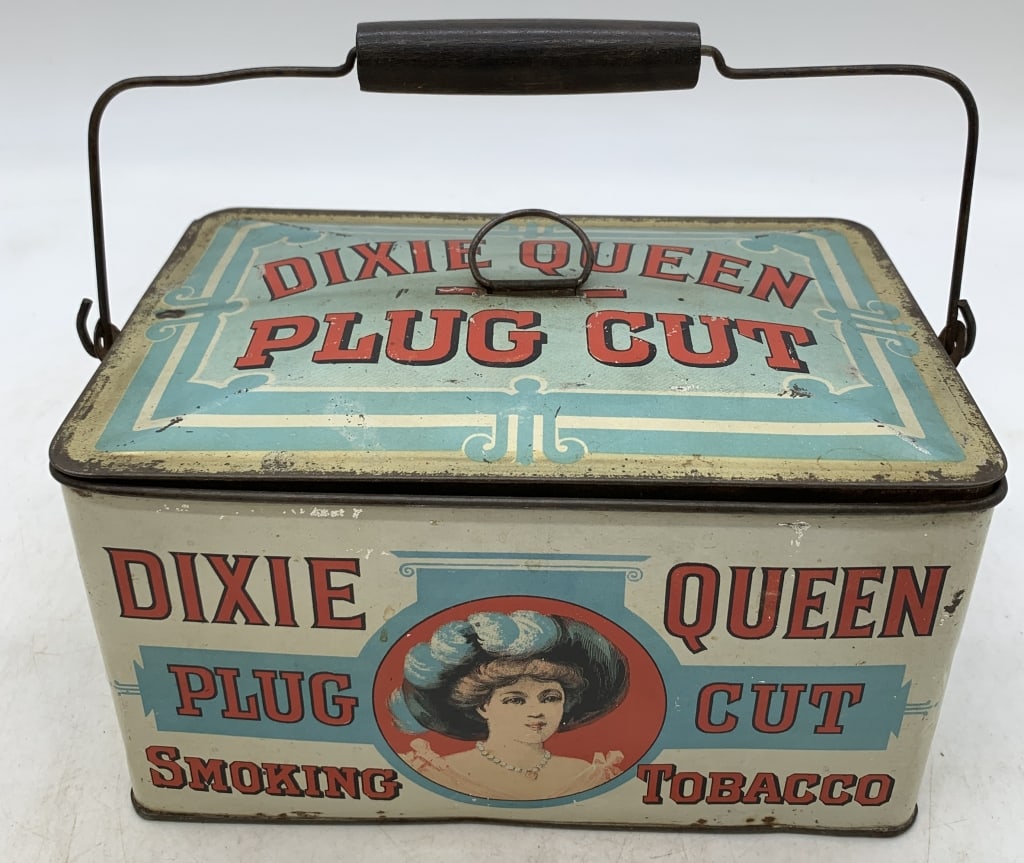 DIXIE QUEEN
PLUG CUT
DIXIE QUEEN
PLUG CUT
SMOKING TOBACCO